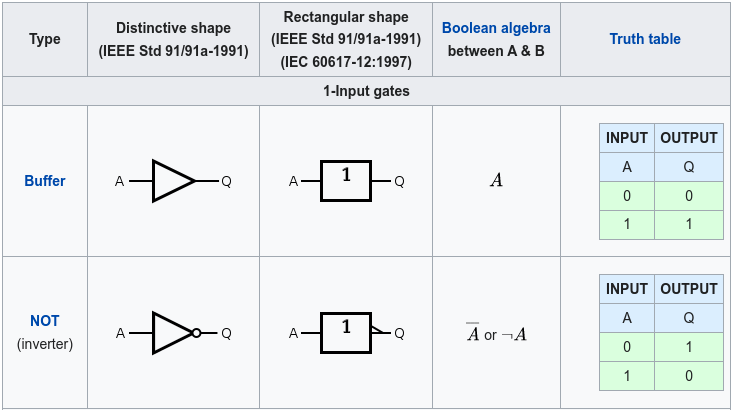 Type
Distinctive shape
(IEEE Std 91/91a-1991)
Rectangular shape
(IEEE Std 91/91a-1991)
(IEC 60617-12:1997)
Boolean algebra
between A & B
Truth table
1-Input gates
Buffer
A Q
A 1 Q
A
INPUT OUTPUT
A Q
0 0
1 1
NOT
(inverter)
A Q
A 1 Q
A̅ or ¬A
INPUT OUTPUT
A Q
0 1
1 0